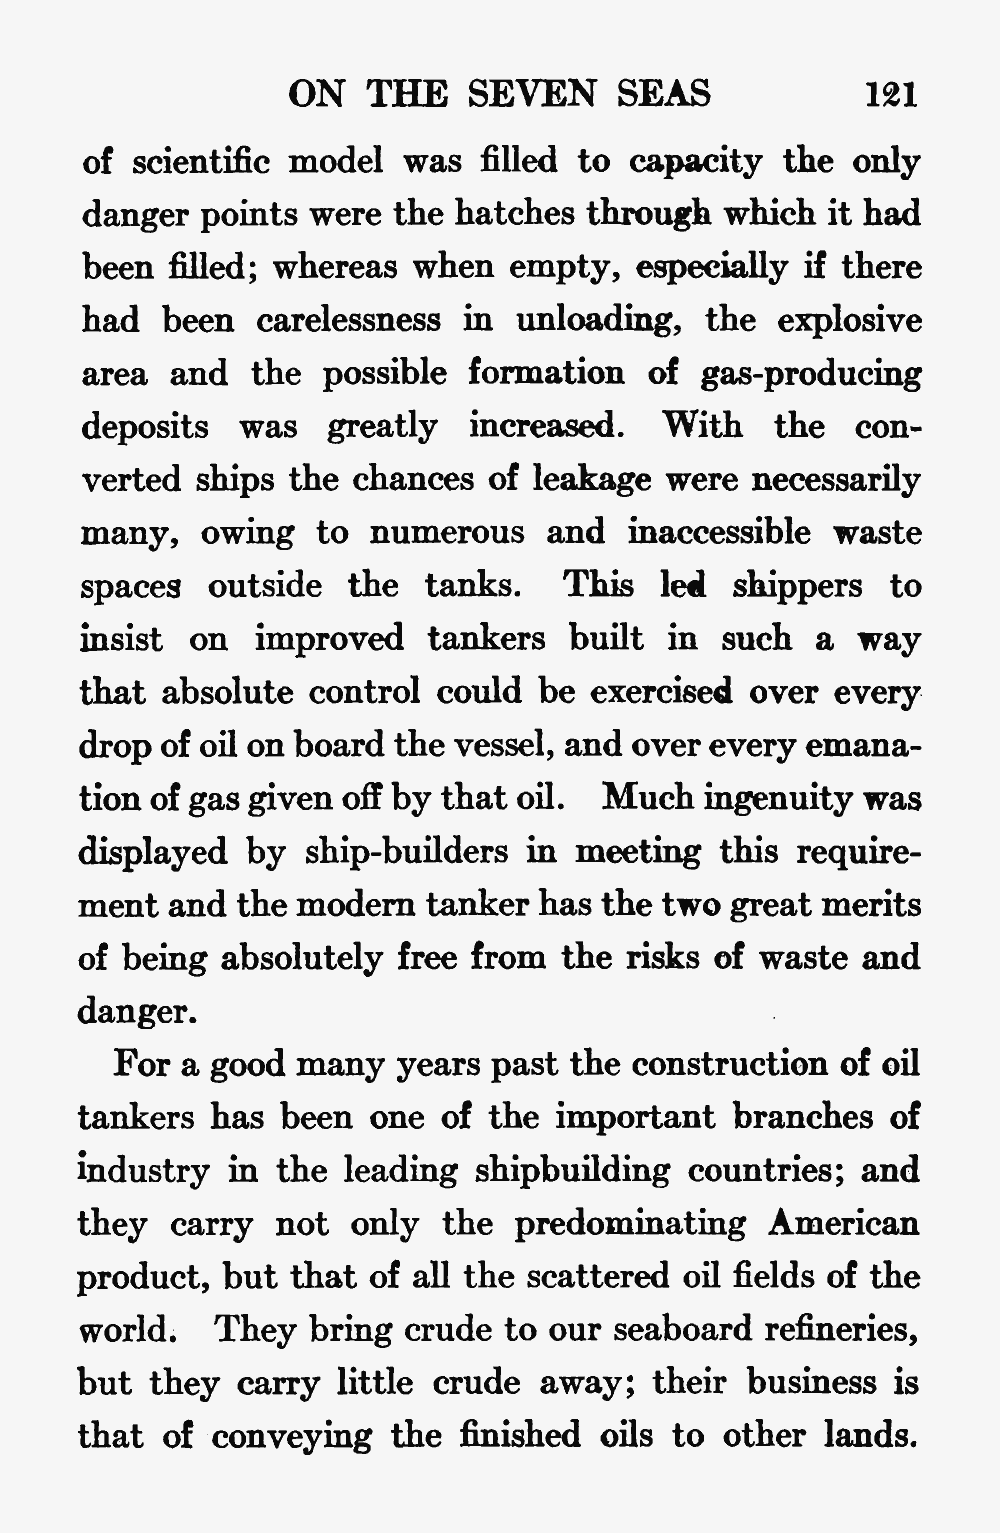 ON THE SEVEN SEAS 121
of scientific model was filled to capacity the only
danger points were the hatches through which it had
been filled; whereas when empty, especially if there
had been carelessness in unloading, the explosive
area and the possible formation of gas-producing
deposits was greatly increased. With the con-
verted ships the chances of leakage were necessarily
many, owing to numerous and inaccessible waste
spaces outside the tanks. This led shippers to
insist on improved tankers built in such a way
that absolute control could be exercised over every
drop of oil on board the vessel, and over every emana-
tion of gas given off by that oil. Much ingenuity was
displayed by ship-builders in meeting this require-
ment and the modern tanker has the two great merits
of being absolutely free from the risks of waste and
danger.
For a good many years past the construction of oil
tankers has been one of the important branches of
industry in the leading shipbuilding countries; and
they carry not only the predominating American
product, but that of all the scattered oil fields of the
world. They bring crude to our seaboard refineries,
but they carry little crude away; their business is
that of conveying the finished oils to other lands.